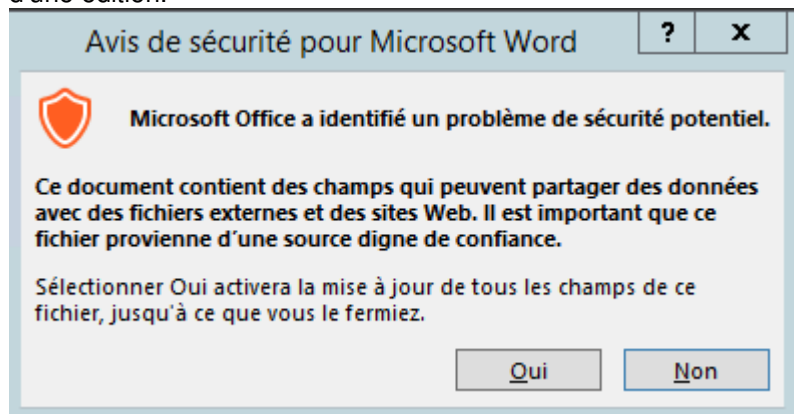 d'une édition.
Avis de sécurité pour Microsoft Word ? x
Microsoft Office a identifié un problème de sécurité potentiel.
Ce document contient des champs qui peuvent partager des données
avec des fichiers externes et des sites Web. Il est important que ce
fichier provienne d´une source digne de confiance.
Sélectionner Oui activera la mise à jour de tous les champs de ce
fichier, jusqu'à ce que vous le fermiez.
Oui Non